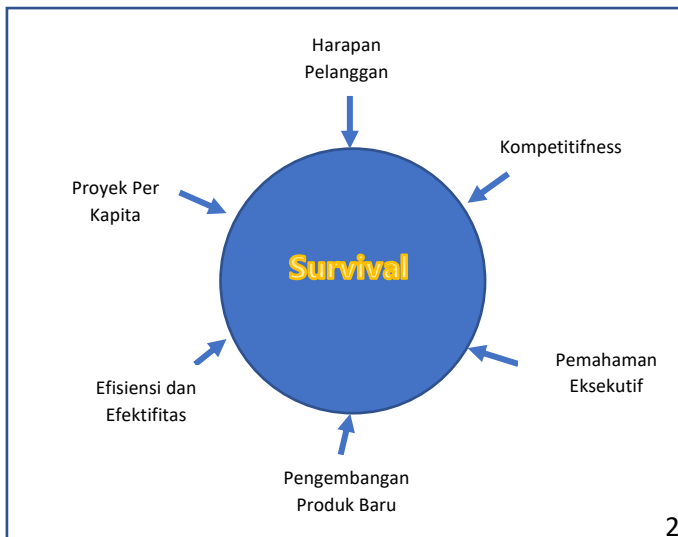 Harapan
Pelanggan
Kompetitifness
Proyek Per
Kapita
Survival
Pemahaman
Eksekutif
Efisiensi dan
Efektifitas
Pengembangan
Produk Baru
2